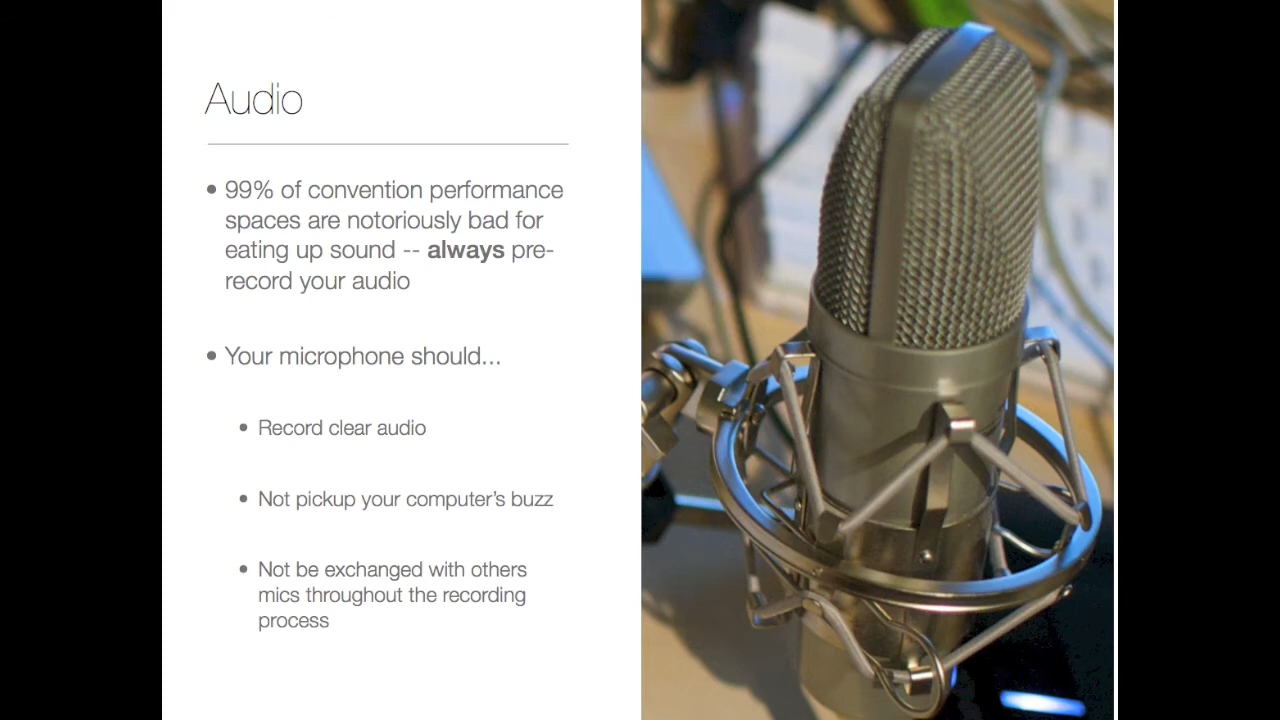 Audio
• 99% of convention performance
spaces are notoriously bad for
eating up sound -- always pre-
record your audio
• Your microphone should...
• Record clear audio
• Not pickup your computer's buzz
• Not be exchanged with others
mics throughout the recording
process